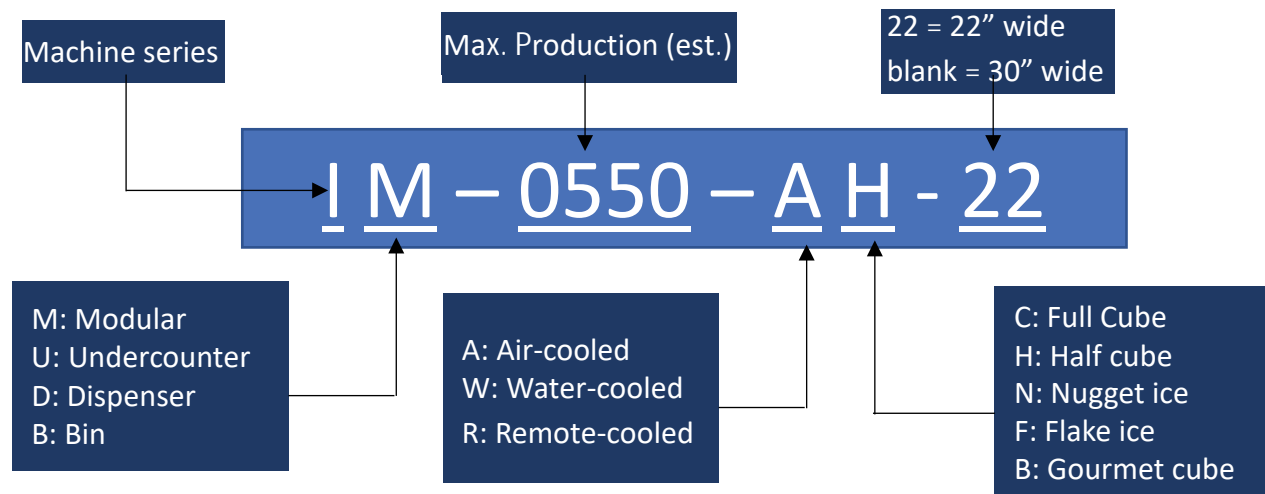 Machine series
Max. Production (est.)
22 = 22” wide
blank = 30” wide
I M – 0550 – A H - 22
M: Modular
U: Undercounter
D: Dispenser
B: Bin
A: Air-cooled
W: Water-cooled
R: Remote-cooled
C: Full Cube
H: Half cube
N: Nugget ice
F: Flake ice
B: Gourmet cube